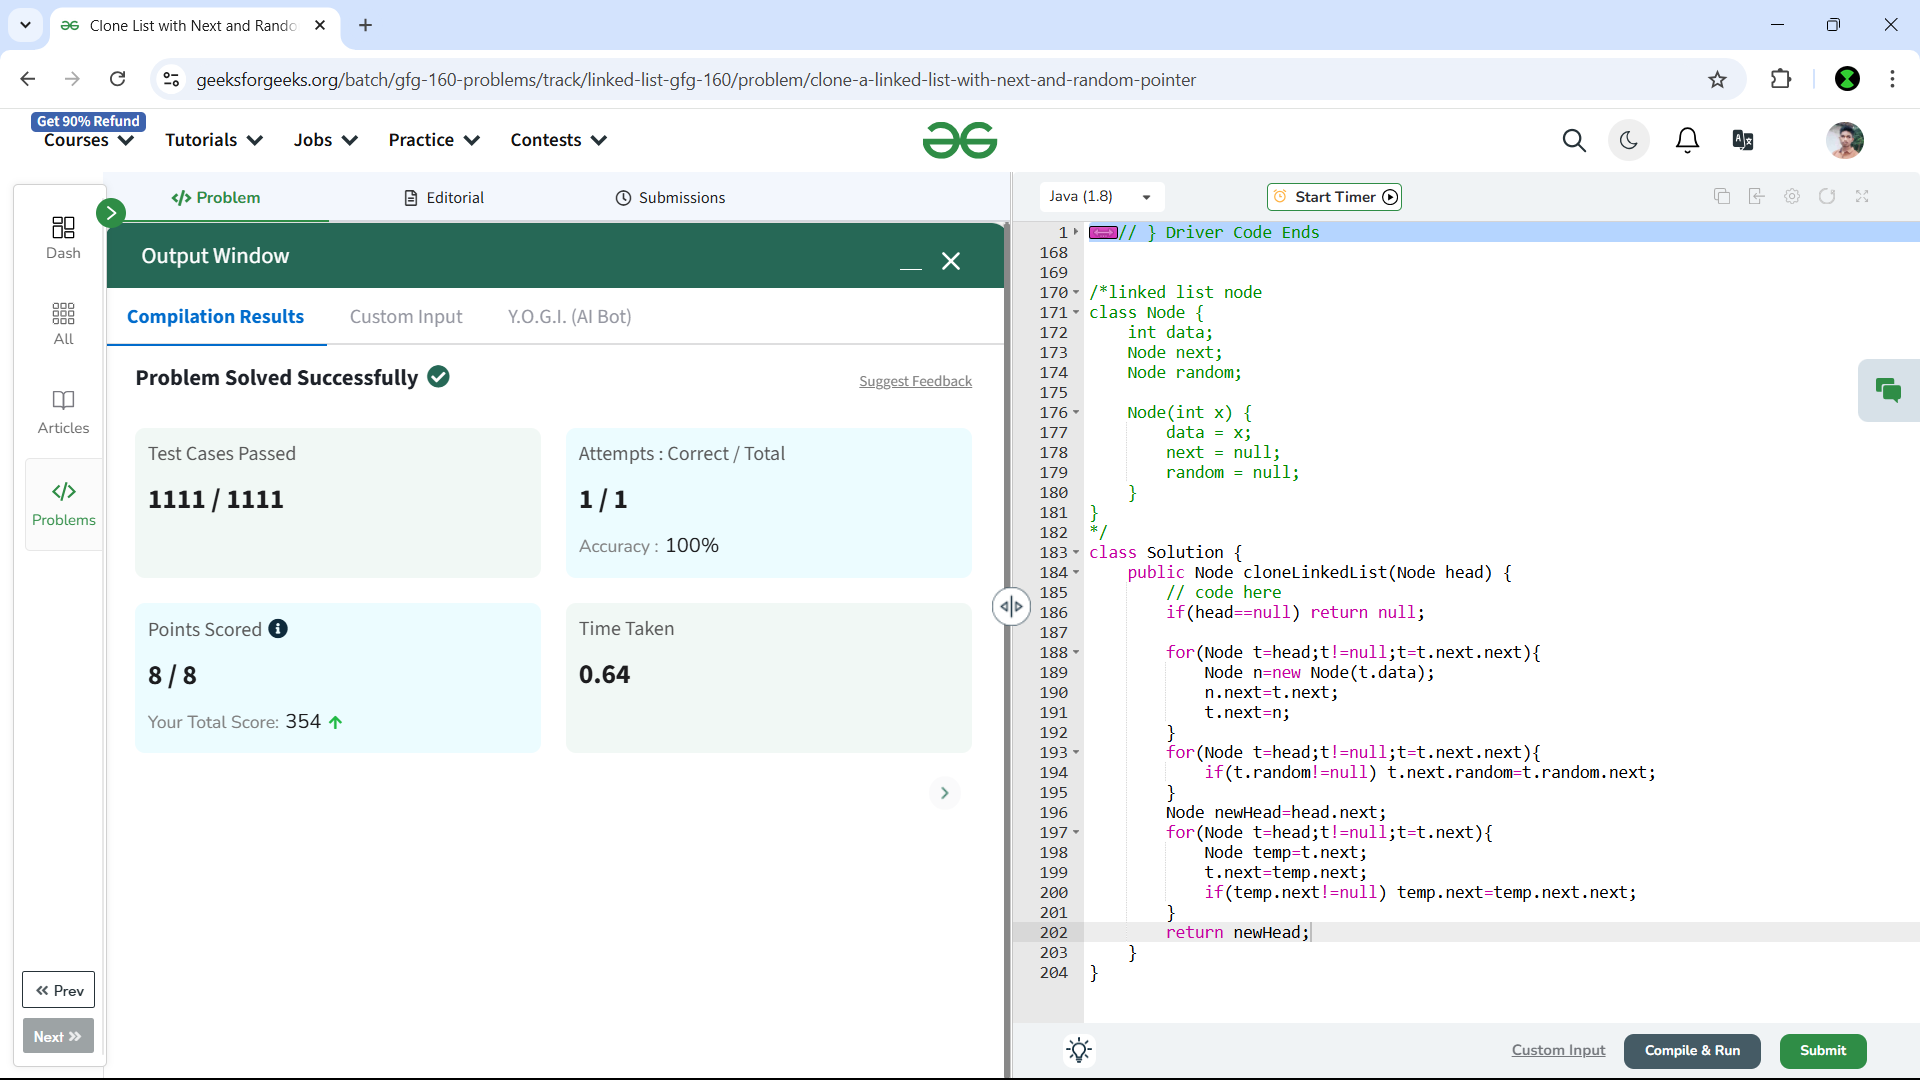 Clone List with Next and Rando
geeksforgeeks.org/batch/gfg-160-problems/track/linked-list-gfg-160/problem/clone-a-linked-list-with-next-and-random-pointer
Get 90% Refund
Courses
Tutorials
Jobs
Practice
Contests
Dash
All
Articles
Problems
Prev
Next
Problem
Editorial
Submissions
Output Window
Compilation Results
Custom Input
Y.O.G.I. (AI Bot)
Problem Solved Successfully
Suggest Feedback
Test Cases Passed
1111 / 1111
Attempts : Correct / Total
1 / 1
Accuracy : 100%
Points Scored
8 / 8
Your Total Score: 354
Time Taken
0.64
Java (1.8)
Start Timer
1 // } Driver Code Ends
168
169
170 /*linked list node
171 class Node {
172     int data;
173     Node next;
174     Node random;
175
176     Node(int x) {
177         data = x;
178         next = null;
179         random = null;
180     }
181 }
182 */
183 class Solution {
184     public Node cloneLinkedList(Node head) {
185         // code here
186         if(head==null) return null;
187
188         for(Node t=head;t!=null;t=t.next.next){
189             Node n=new Node(t.data);
190             n.next=t.next;
191             t.next=n;
192         }
193         for(Node t=head;t!=null;t=t.next.next){
194             if(t.random!=null) t.next.random=t.random.next;
195         }
196         Node newHead=head.next;
197         for(Node t=head;t!=null;t=t.next){
198             Node temp=t.next;
199             t.next=temp.next;
200             if(temp.next!=null) temp.next=temp.next.next;
201         }
202         return newHead;
203     }
204 }
Custom Input
Compile & Run
Submit